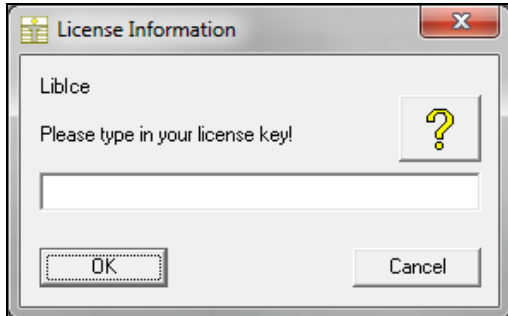 License Information
LibIce
Please type in your license key!
OK
Cancel